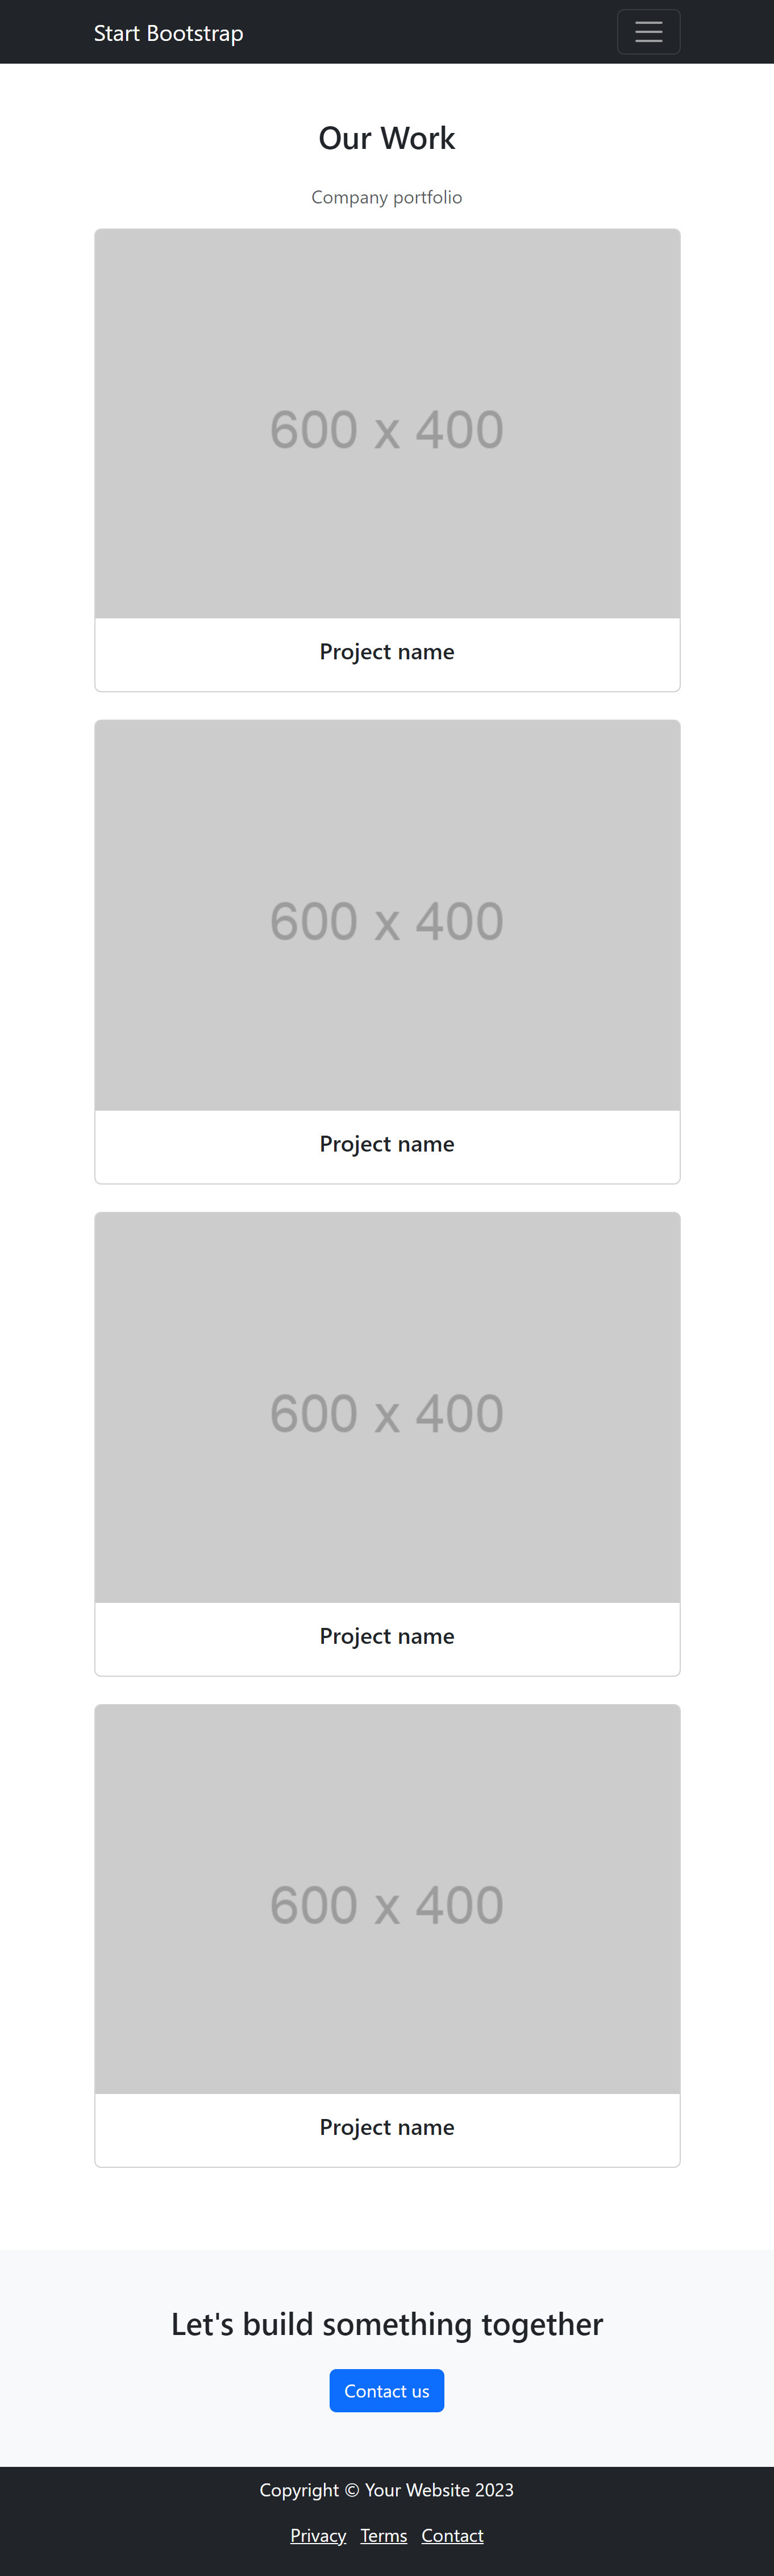 Start Bootstrap
Our Work
Company portfolio
600 x 400
Project name
600 x 400
Project name
600 x 400
Project name
600 x 400
Project name
Let's build something together
Contact us
Copyright © Your Website 2023
Privacy Terms Contact